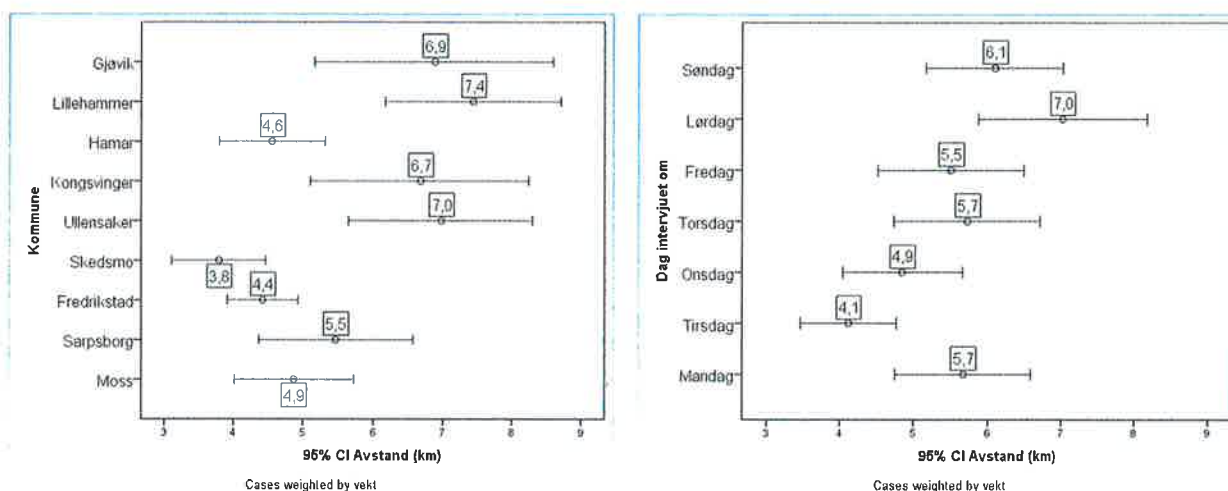 Kommune
Gjøvik
6,9
Lillehammer
7,4
Hamar
4,6
Kongsvinger
6,7
Ullensaker
7,0
Skedsmo
3,8
Fredrikstad
4,4
Sarpsborg
5,5
Moss
4,9
3 4 5 6 7 8 9
95% CI Avstand (km)
Cases weighted by vekt
Dag intervjuet om
Søndag
6,1
Lørdag
7,0
Fredag
5,5
Torsdag
5,7
Onsdag
4,9
Tirsdag
4,1
Mandag
5,7
3 4 5 6 7 8 9
95% CI Avstand (km)
Cases weighted by vekt